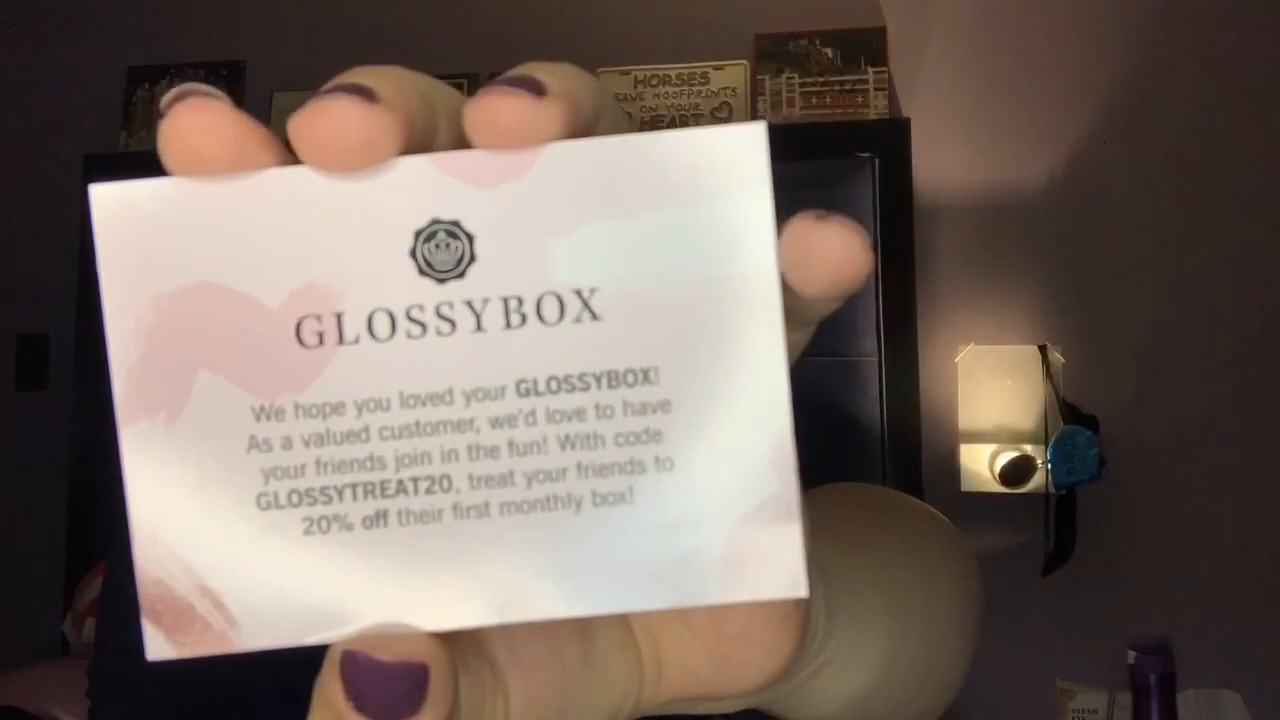 HORSES
LEAVE HOOFPRINTS
ON YOUR
HEART
GLOSSYBOX
We hope you loved your GLOSSYBOX!
As a valued customer, we'd love to have
your friends join in the fun! With code
GLOSSYTREAT20, treat your friends to
20% off their first monthly box!
STEAM
EYE